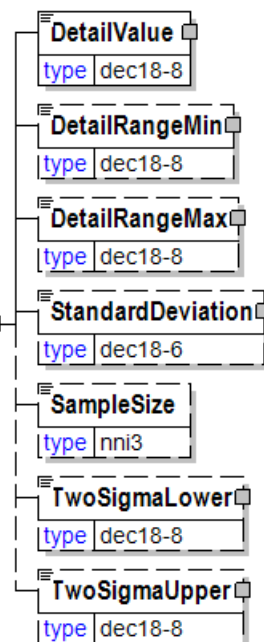 DetailValue
type dec18-8
DetailRangeMin
type dec18-8
DetailRangeMax
type dec18-8
StandardDeviation
type dec18-6
SampleSize
type nni3
TwoSigmaLower
type dec18-8
TwoSigmaUpper
type dec18-8